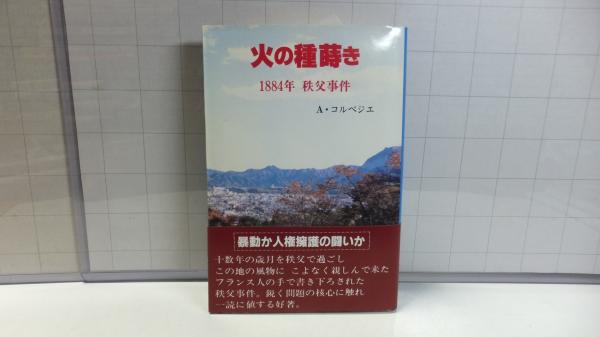 火の種蒔き
1884年 秩父事件
A・コルベジエ
暴動か人権擁護の闘いか
十数年の歳月を秩父で過ごし
この地の風物に こよなく親しんで来た
フランス人の手で書き下ろされた
秩父事件。鋭く問題の核心に触れ
一読に値する好著。